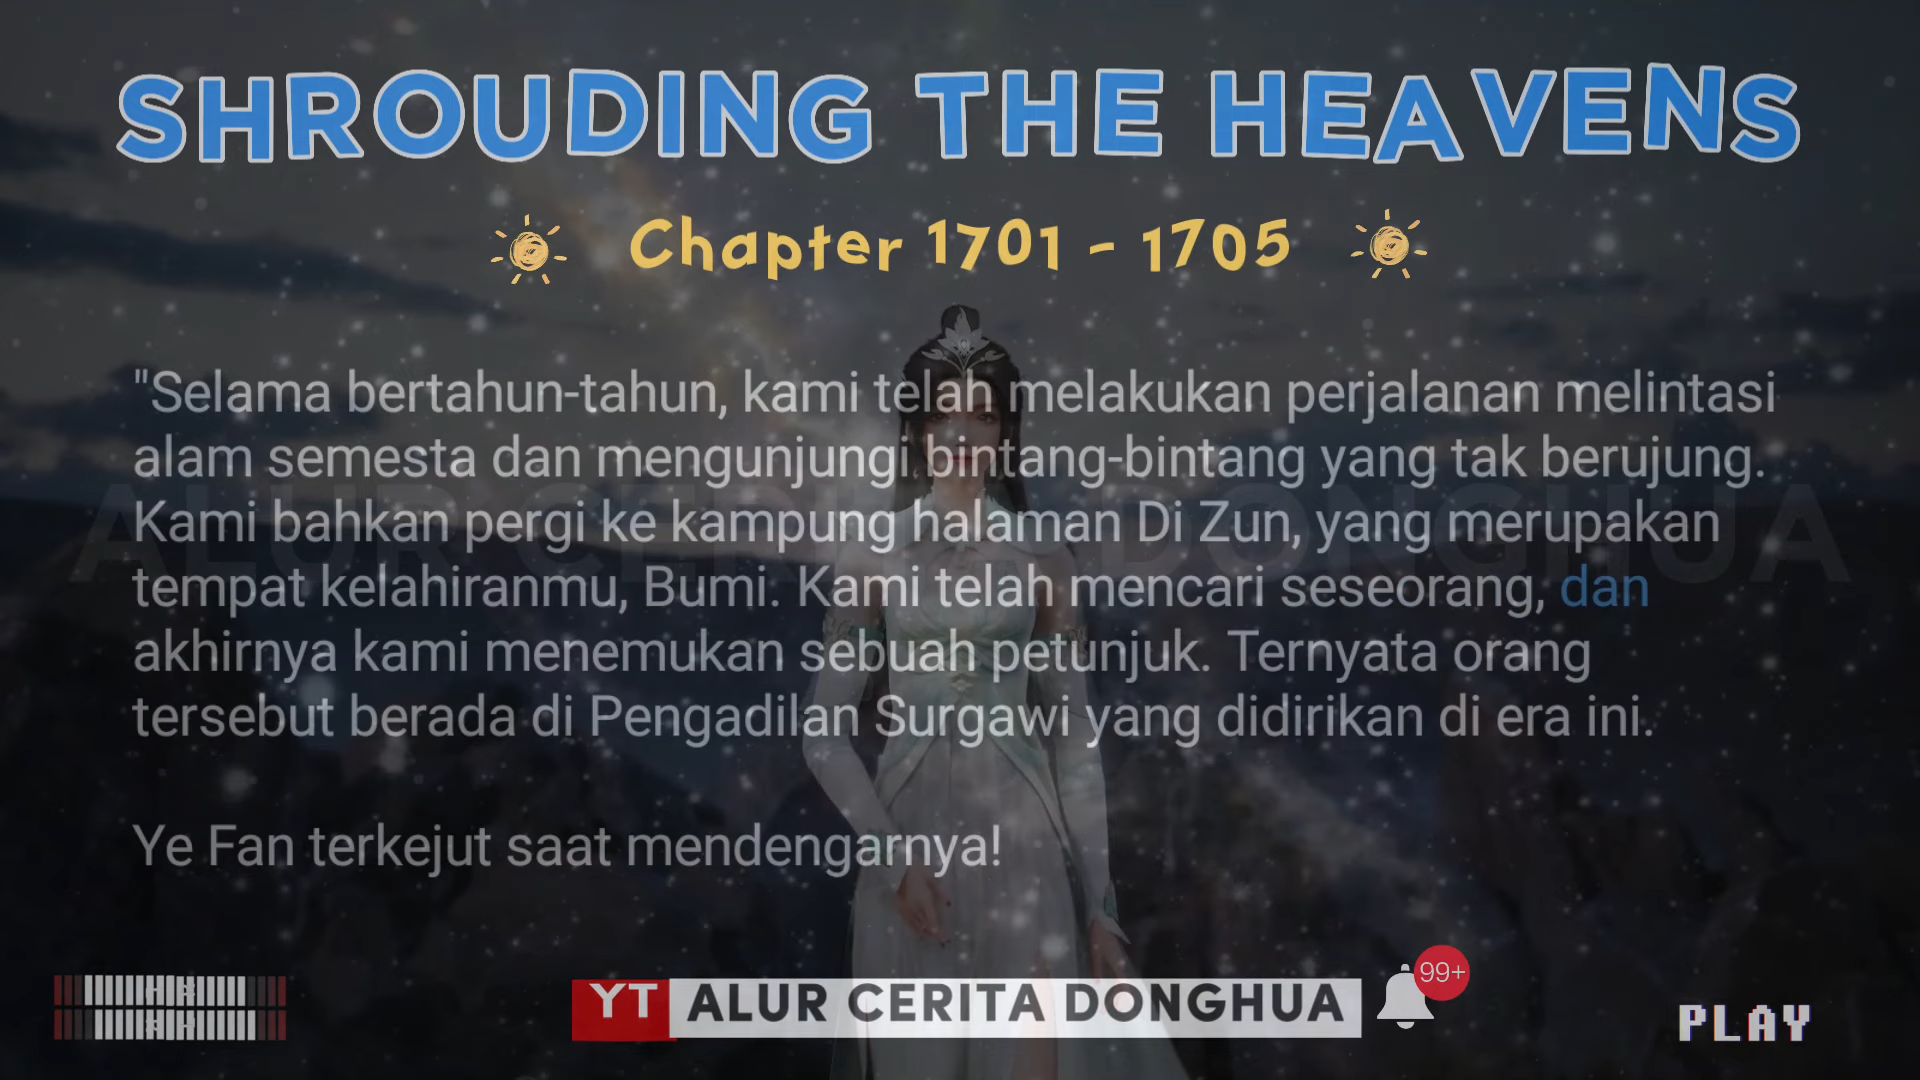 SHROUDING THE HEAVENS
Chapter 1701 - 1705
"Selama bertahun-tahun, kami telah melakukan perjalanan melintasi
alam semesta dan mengunjungi bintang-bintang yang tak berujung.
Kami bahkan pergi ke kampung halaman Di Zun, yang merupakan
tempat kelahiranmu, Bumi. Kami telah mencari seseorang, dan
akhirnya kami menemukan sebuah petunjuk. Ternyata orang
tersebut berada di Pengadilan Surgawi yang didirikan di era ini.
Ye Fan terkejut saat mendengarnya!
ALUR CERITA DONGHUA
YT ALUR CERITA DONGHUA
99+
PLAY